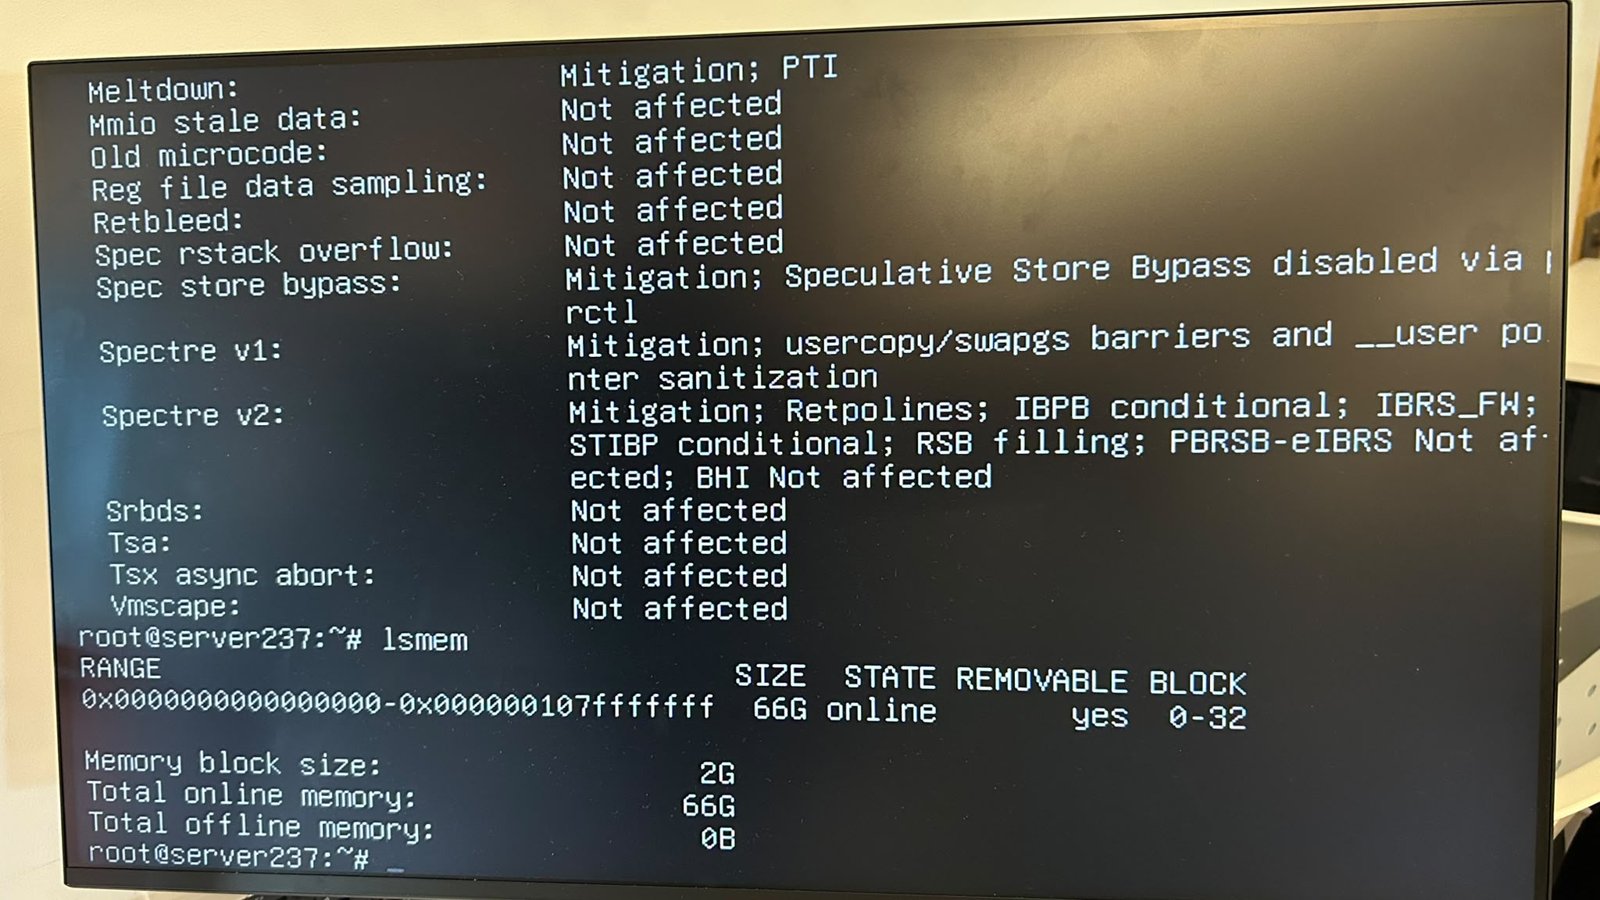 Meltdown: Mitigation; PTI
Mmio stale data: Not affected
Old microcode: Not affected
Reg file data sampling: Not affected
Retbleed: Not affected
Spec rstack overflow: Not affected
Spec store bypass: Mitigation; Speculative Store Bypass disabled via p
rctl
Spectre v1: Mitigation; usercopy/swapgs barriers and __user po
nter sanitization
Spectre v2: Mitigation; Retpolines; IBPB conditional; IBRS_FW;
STIBP conditional; RSB filling; PBRSB-eIBRS Not af
ected; BHI Not affected
Srbds: Not affected
Tsa: Not affected
Tsx async abort: Not affected
Vmscape: Not affected
root@server237:~# lsmem
RANGE SIZE STATE REMOVABLE BLOCK
0x0000000000000000-0x000000107fffffff 66G online yes 0-32
Memory block size: 2G
Total online memory: 66G
Total offline memory: 0B
root@server237:~# _